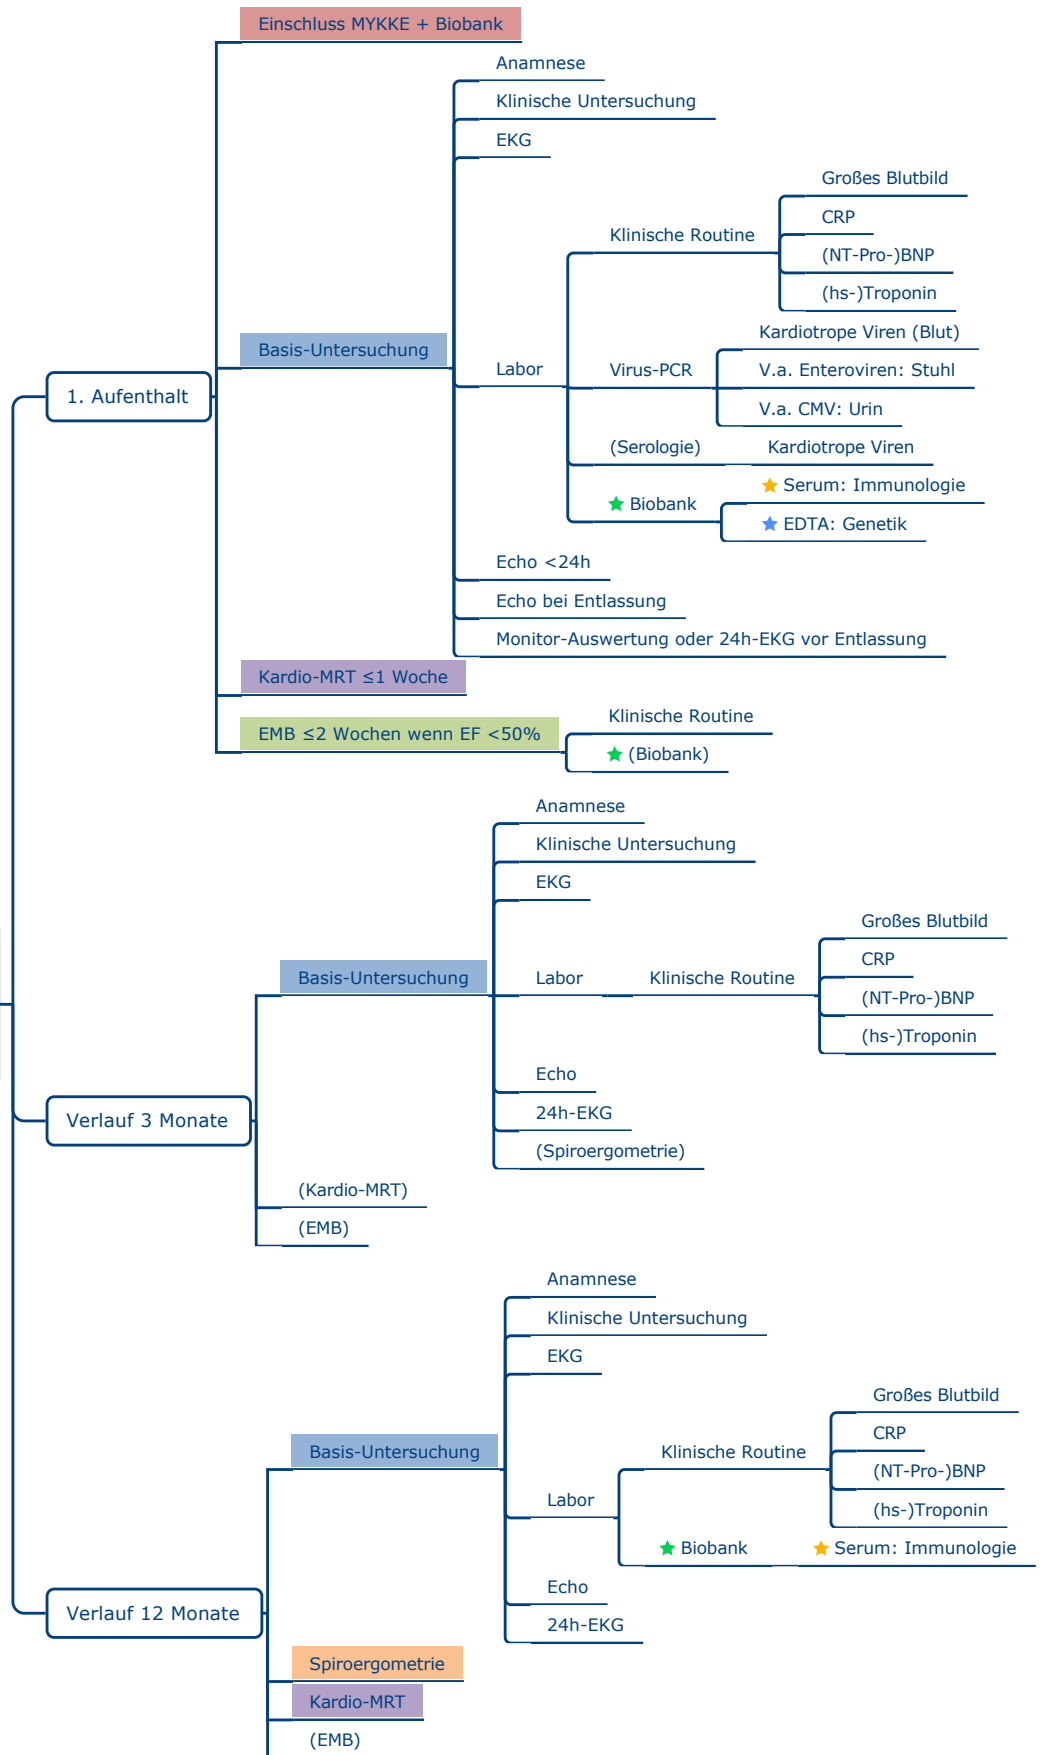 Einschluss MYKKE + Biobank
Anamnese
Klinische Untersuchung
EKG
Großes Blutbild
CRP
Klinische Routine
(NT-Pro-)BNP
(hs-)Troponin
Kardiotrope Viren (Blut)
Basis-Untersuchung
Labor
Virus-PCR
V.a. Enteroviren: Stuhl
1. Aufenthalt
V.a. CMV: Urin
(Serologie)
Kardiotrope Viren
Serum: Immunologie
Biobank
EDTA: Genetik
Echo <24h
Echo bei Entlassung
Monitor-Auswertung oder 24h-EKG vor Entlassung
Kardio-MRT ≤1 Woche
Klinische Routine
EMB ≤2 Wochen wenn EF <50%
(Biobank)
Anamnese
Klinische Untersuchung
EKG
Großes Blutbild
CRP
Basis-Untersuchung
Labor
Klinische Routine
(NT-Pro-)BNP
(hs-)Troponin
Echo
24h-EKG
Verlauf 3 Monate
(Spiroergometrie)
(Kardio-MRT)
(EMB)
Anamnese
Klinische Untersuchung
EKG
Großes Blutbild
CRP
Basis-Untersuchung
Klinische Routine
(NT-Pro-)BNP
Labor
(hs-)Troponin
Biobank
Serum: Immunologie
Echo
Verlauf 12 Monate
24h-EKG
Spiroergometrie
Kardio-MRT
(EMB)